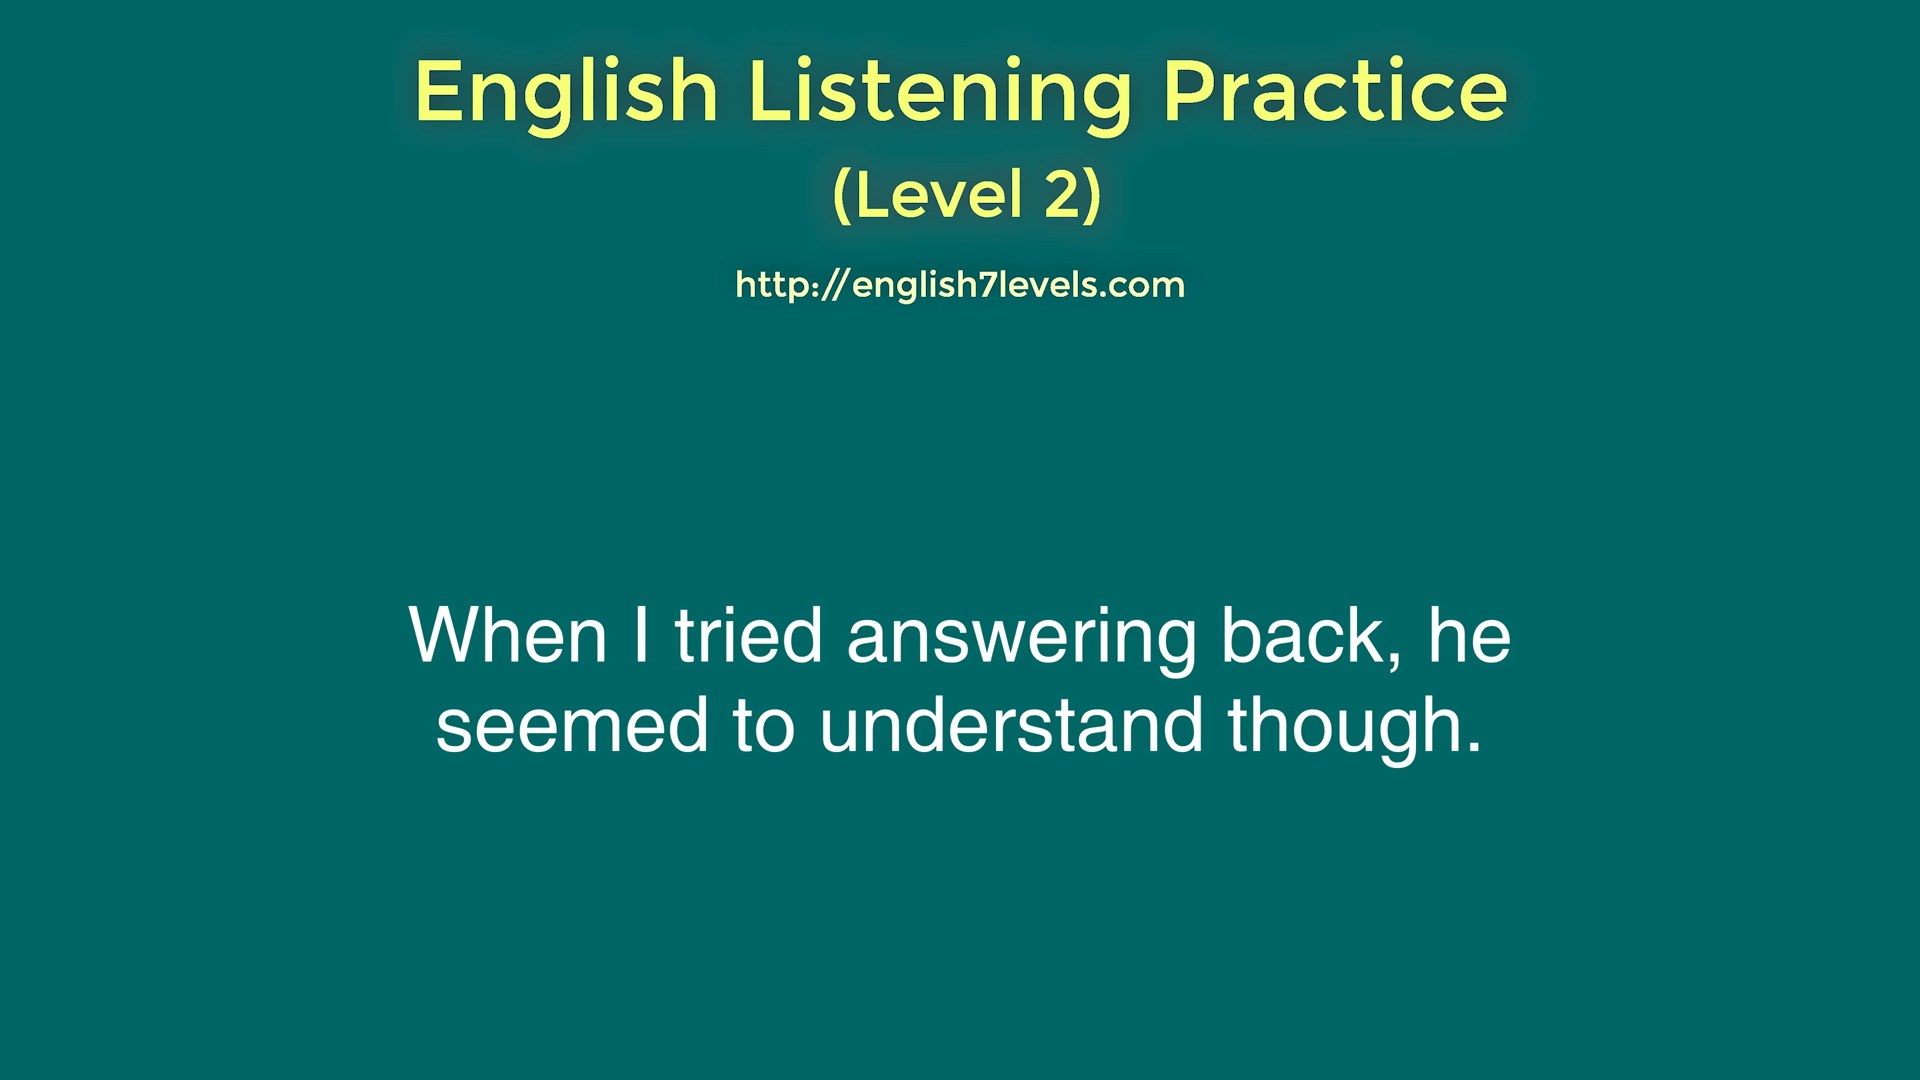 English Listening Practice
(Level 2)
http://english7levels.com
When I tried answering back, he
seemed to understand though.